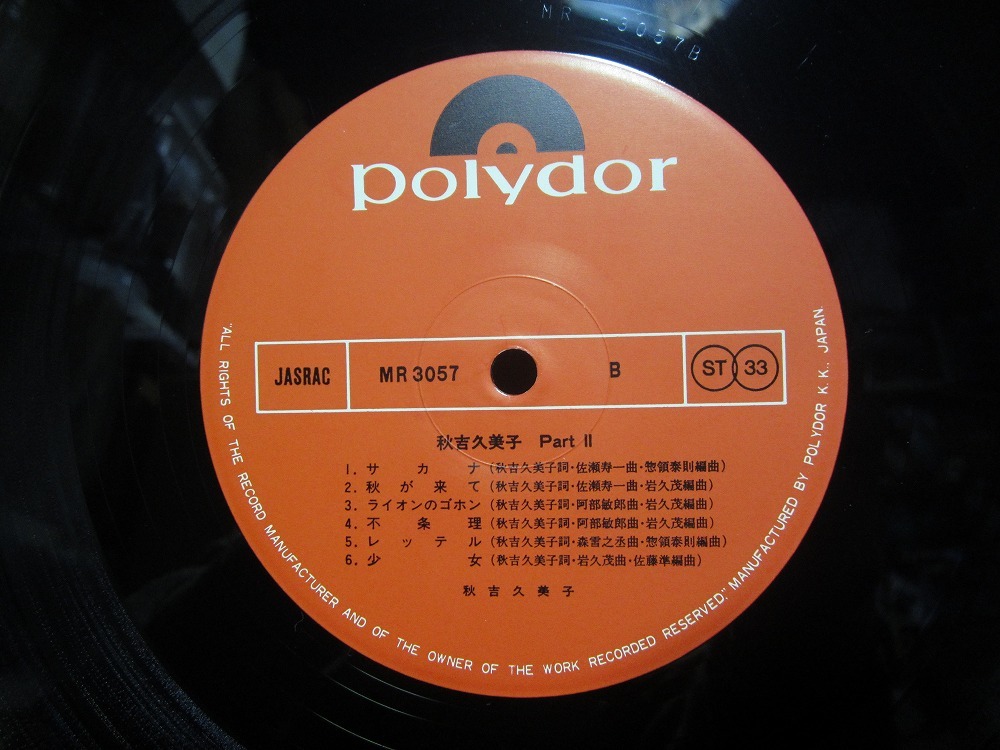 MR-3057B
polydor
JASRAC MR 3057 B ST 33
秋吉久美子 Part II
1. サカナ (秋吉久美子詞・佐瀬寿一曲・惣領泰則編曲)
2. 秋が来て (秋吉久美子詞・佐瀬寿一曲・岩久茂編曲)
3. ライオンのゴホン (秋吉久美子詞・阿部敏郎曲・岩久茂編曲)
4. 不条理 (秋吉久美子詞・阿部敏郎曲・岩久茂編曲)
5. レッテル (秋吉久美子詞・森雪之丞曲・惣領泰則編曲)
6. 少女 (秋吉久美子詞・岩久茂曲・佐藤準編曲)
秋吉久美子
"ALL RIGHTS OF THE RECORD MANUFACTURER AND OF THE OWNER OF THE WORK RECORDED RESERVED." MANUFACTURED BY POLYDOR K.K., JAPAN.